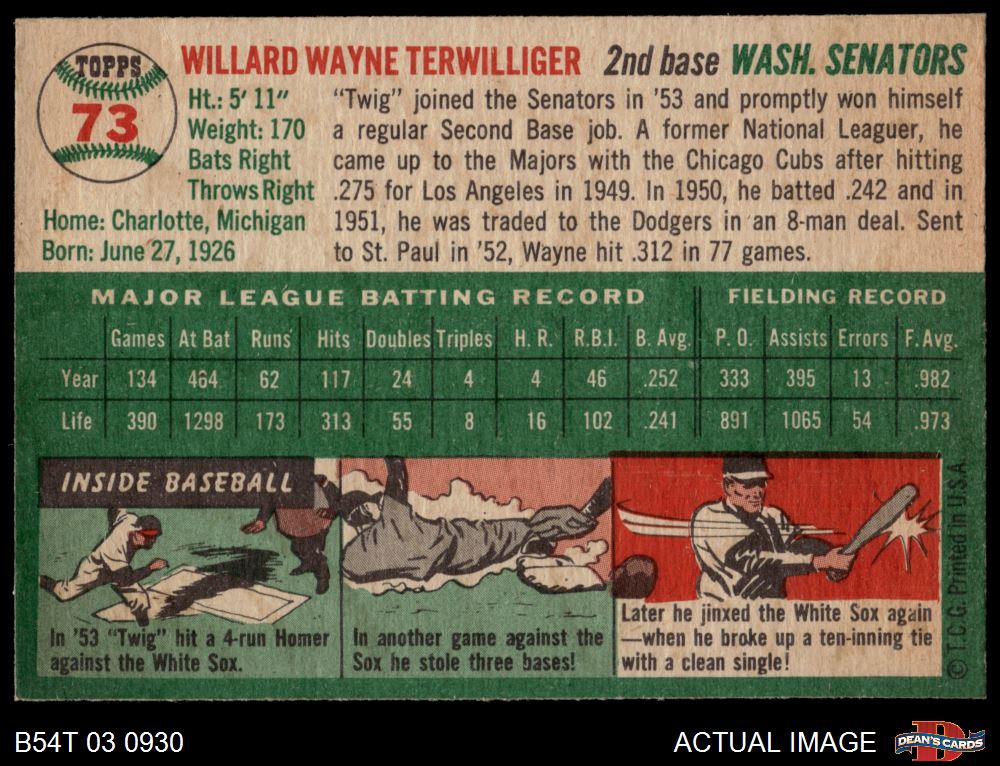 TOPPS
73
WILLARD WAYNE TERWILLIGER 2nd base WASH. SENATORS
Ht.: 5' 11"
Weight: 170
Bats Right
Throws Right
Home: Charlotte, Michigan
Born: June 27, 1926
"Twig" joined the Senators in '53 and promptly won himself
a regular Second Base job. A former National Leaguer, he
came up to the Majors with the Chicago Cubs after hitting
.275 for Los Angeles in 1949. In 1950, he batted .242 and in
1951, he was traded to the Dodgers in an 8-man deal. Sent
to St. Paul in '52, Wayne hit .312 in 77 games.
MAJOR LEAGUE BATTING RECORD FIELDING RECORD
Games At Bat Runs Hits Doubles Triples H. R. R.B.I. B. Avg. P. O. Assists Errors F. Avg.
Year 134 464 62 117 24 4 4 46 .252 333 395 13 .982
Life 390 1298 173 313 55 8 16 102 .241 891 1065 54 .973
INSIDE BASEBALL
In '53 "Twig" hit a 4-run Homer
against the White Sox.
In another game against the
Sox he stole three bases!
Later he jinxed the White Sox again
—when he broke up a ten-inning tie
with a clean single!
© T.C.G. Printed in U.S.A.
B54T 03 0930
ACTUAL IMAGE
DEAN'S CARDS